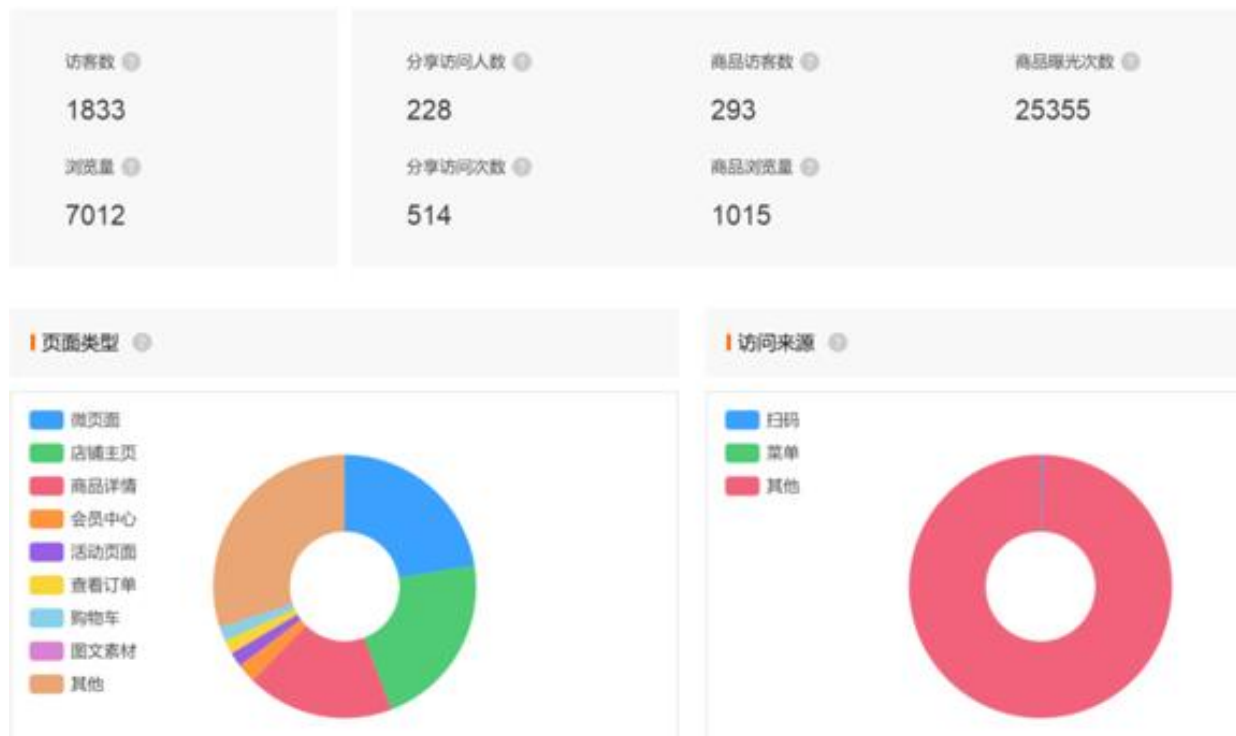 访客数
分享访问人数
商品访客数
商品曝光次数
1833
228
293
25355
浏览量
分享访问次数
商品浏览量
7012
514
1015
页面类型
微页面
店铺主页
商品详情
会员中心
活动页面
查看订单
购物车
图文素材
其他
访问来源
扫码
菜单
其他